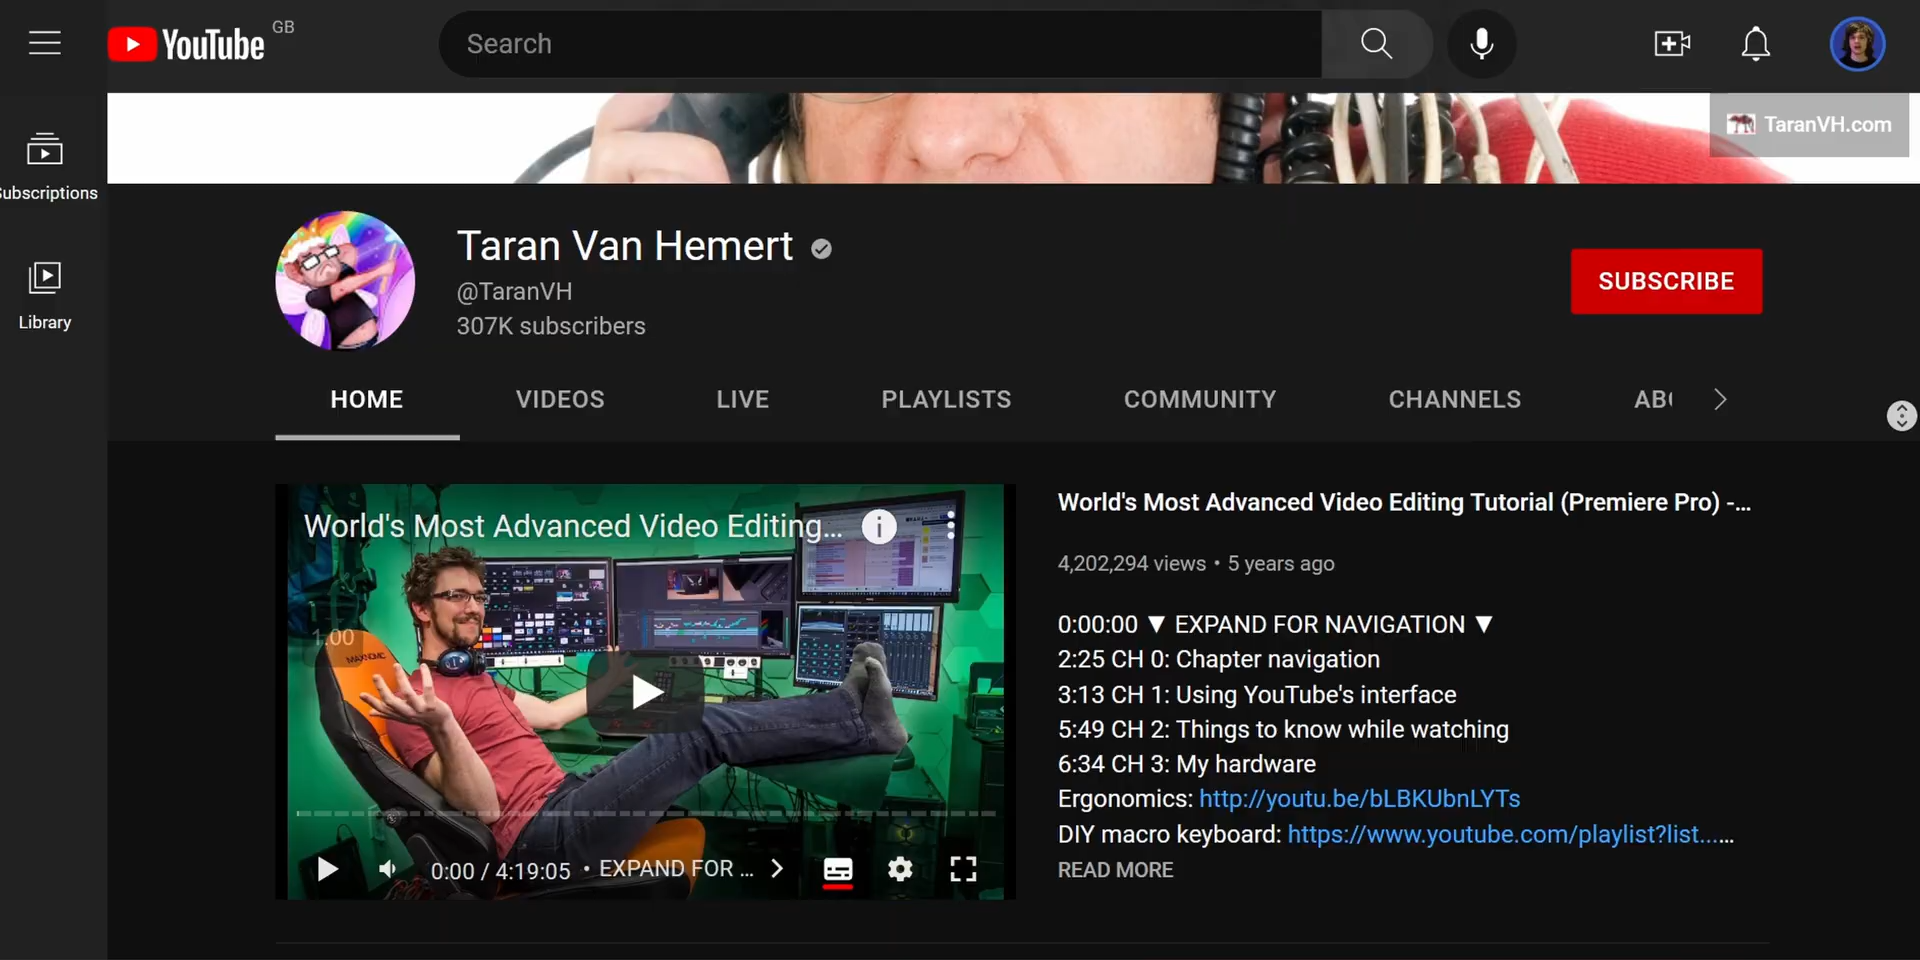 YouTube GB
Search
TaranVH.com
Subscriptions
Library
Taran Van Hemert
@TaranVH
307K subscribers
SUBSCRIBE
HOME VIDEOS LIVE PLAYLISTS COMMUNITY CHANNELS ABO
World's Most Advanced Video Editing...
1.00
MAXNOMIC
0:00 / 4:19:05 • EXPAND FOR ...
World's Most Advanced Video Editing Tutorial (Premiere Pro) -...
4,202,294 views • 5 years ago
0:00:00 ▼ EXPAND FOR NAVIGATION ▼
2:25 CH 0: Chapter navigation
3:13 CH 1: Using YouTube's interface
5:49 CH 2: Things to know while watching
6:34 CH 3: My hardware
Ergonomics: http://youtu.be/bLBKUbnLYTs
DIY macro keyboard: https://www.youtube.com/playlist?list......
READ MORE